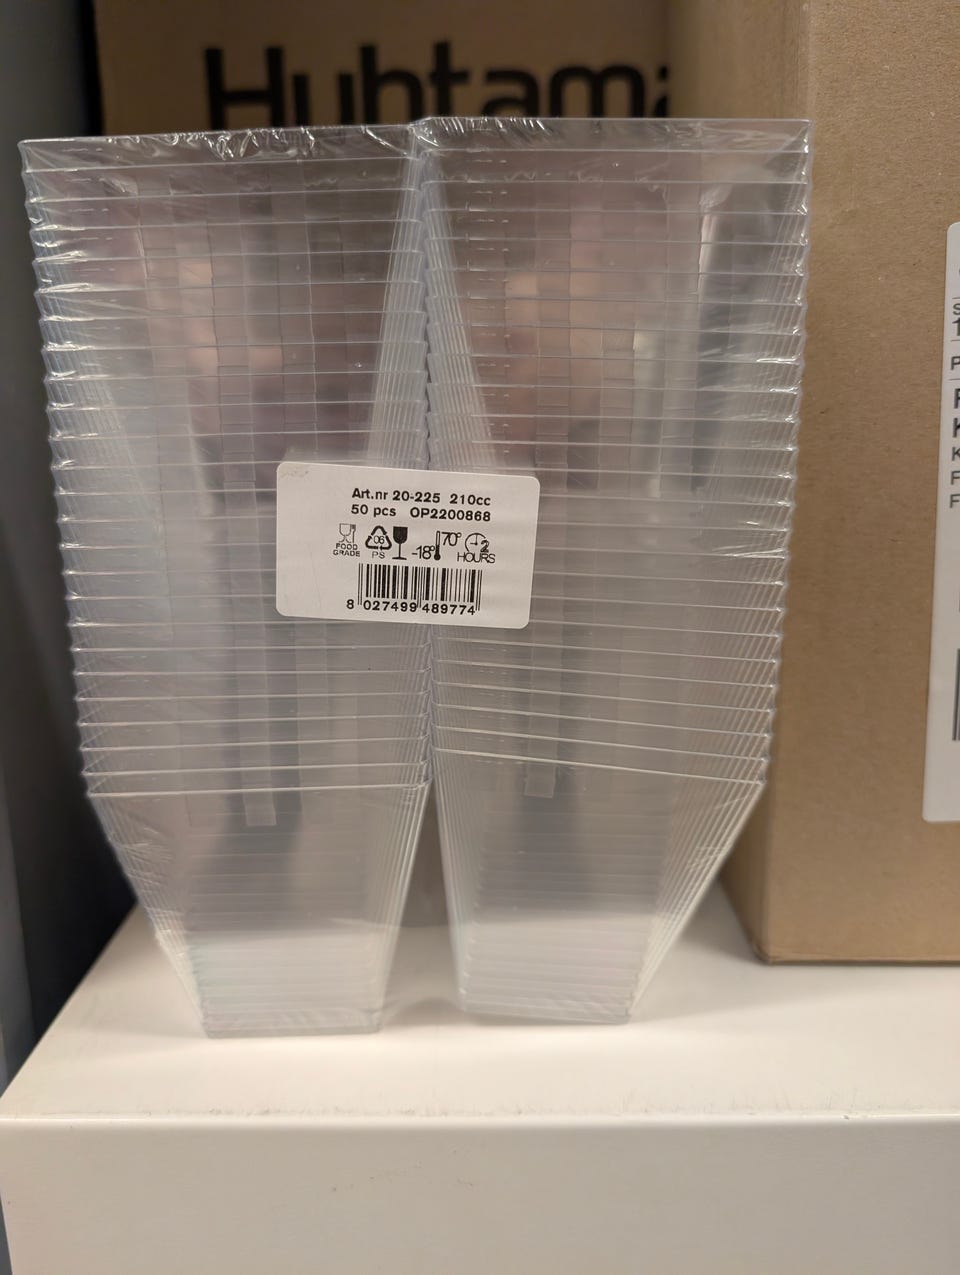 Huhtama
Art.nr 20-225 210cc
50 pcs OP2200868
FOOD
GRADE
06
PS
-18° 70°
2
HOURS
8 027499 489774
P
K
F
F